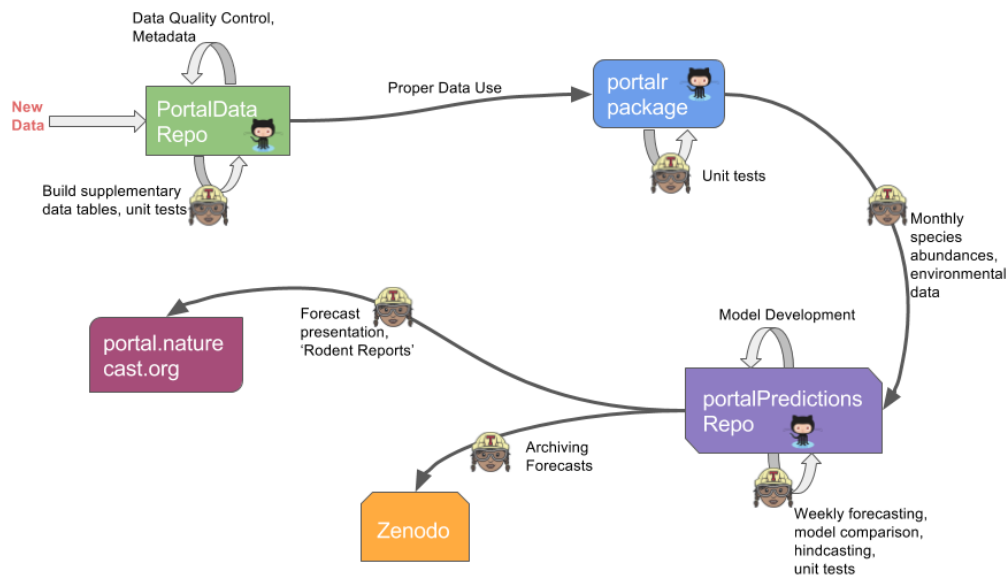 Data Quality Control,
Metadata
New
Data
PortalData
Repo
Build supplementary
data tables, unit tests
T
Proper Data Use
portalr
package
T
Unit tests
T
Monthly
species
abundances,
environmental
data
Model Development
portalPredictions
Repo
T
Weekly forecasting,
model comparison,
hindcasting,
unit tests
T
Forecast
presentation,
‘Rodent Reports’
portal.nature
cast.org
T
Archiving
Forecasts
Zenodo